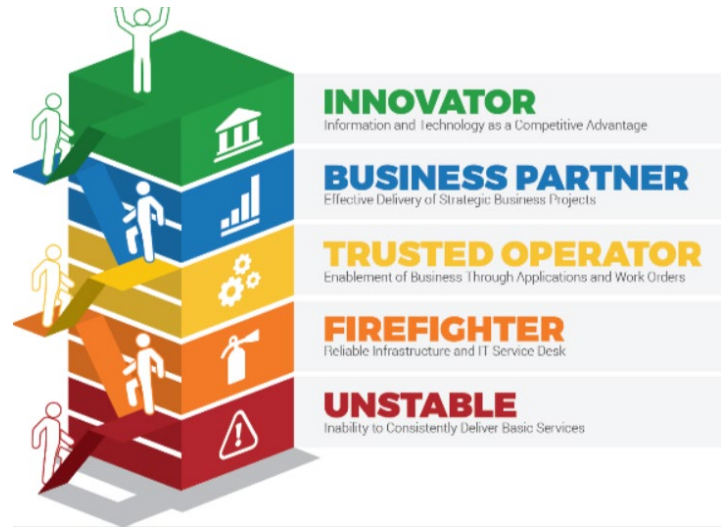 INNOVATOR
Information and Technology as a Competitive Advantage
BUSINESS PARTNER
Effective Delivery of Strategic Business Projects
TRUSTED OPERATOR
Enablement of Business Through Applications and Work Orders
FIREFIGHTER
Reliable Infrastructure and IT Service Desk
UNSTABLE
Inability to Consistently Deliver Basic Services